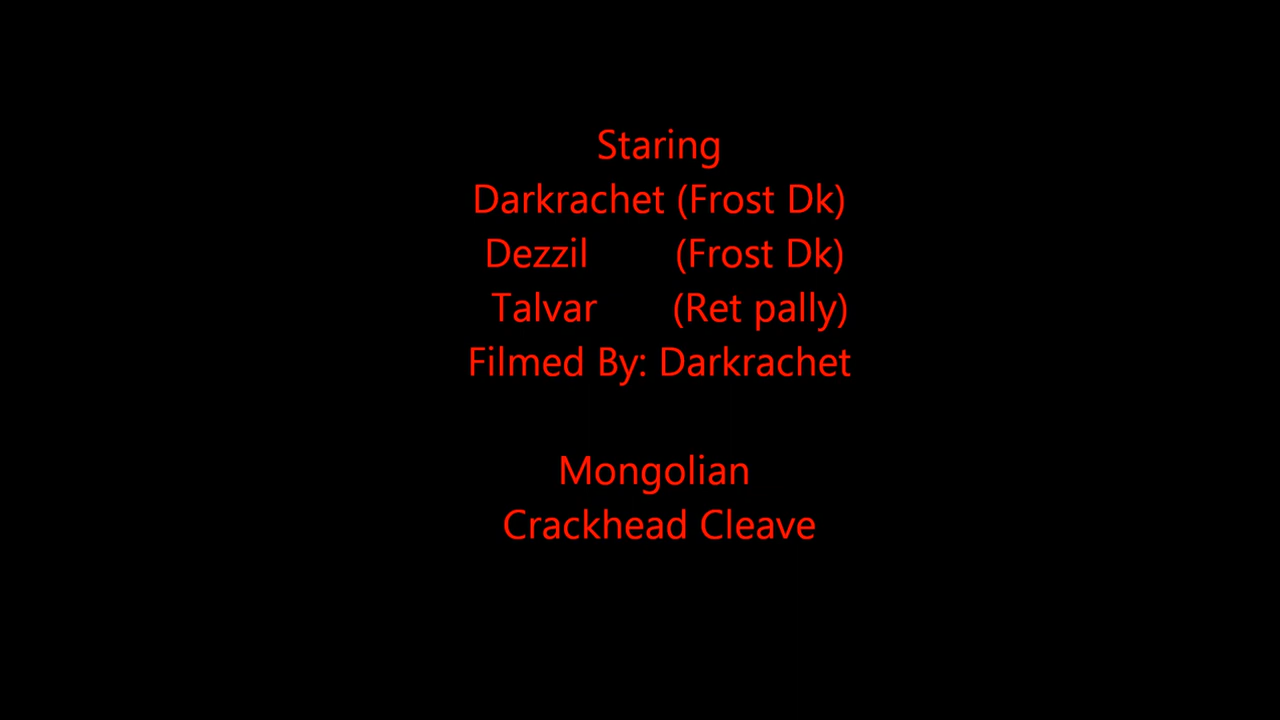 Staring
Darkrachet (Frost Dk)
Dezzil (Frost Dk)
Talvar (Ret pally)
Filmed By: Darkrachet
Mongolian
Crackhead Cleave